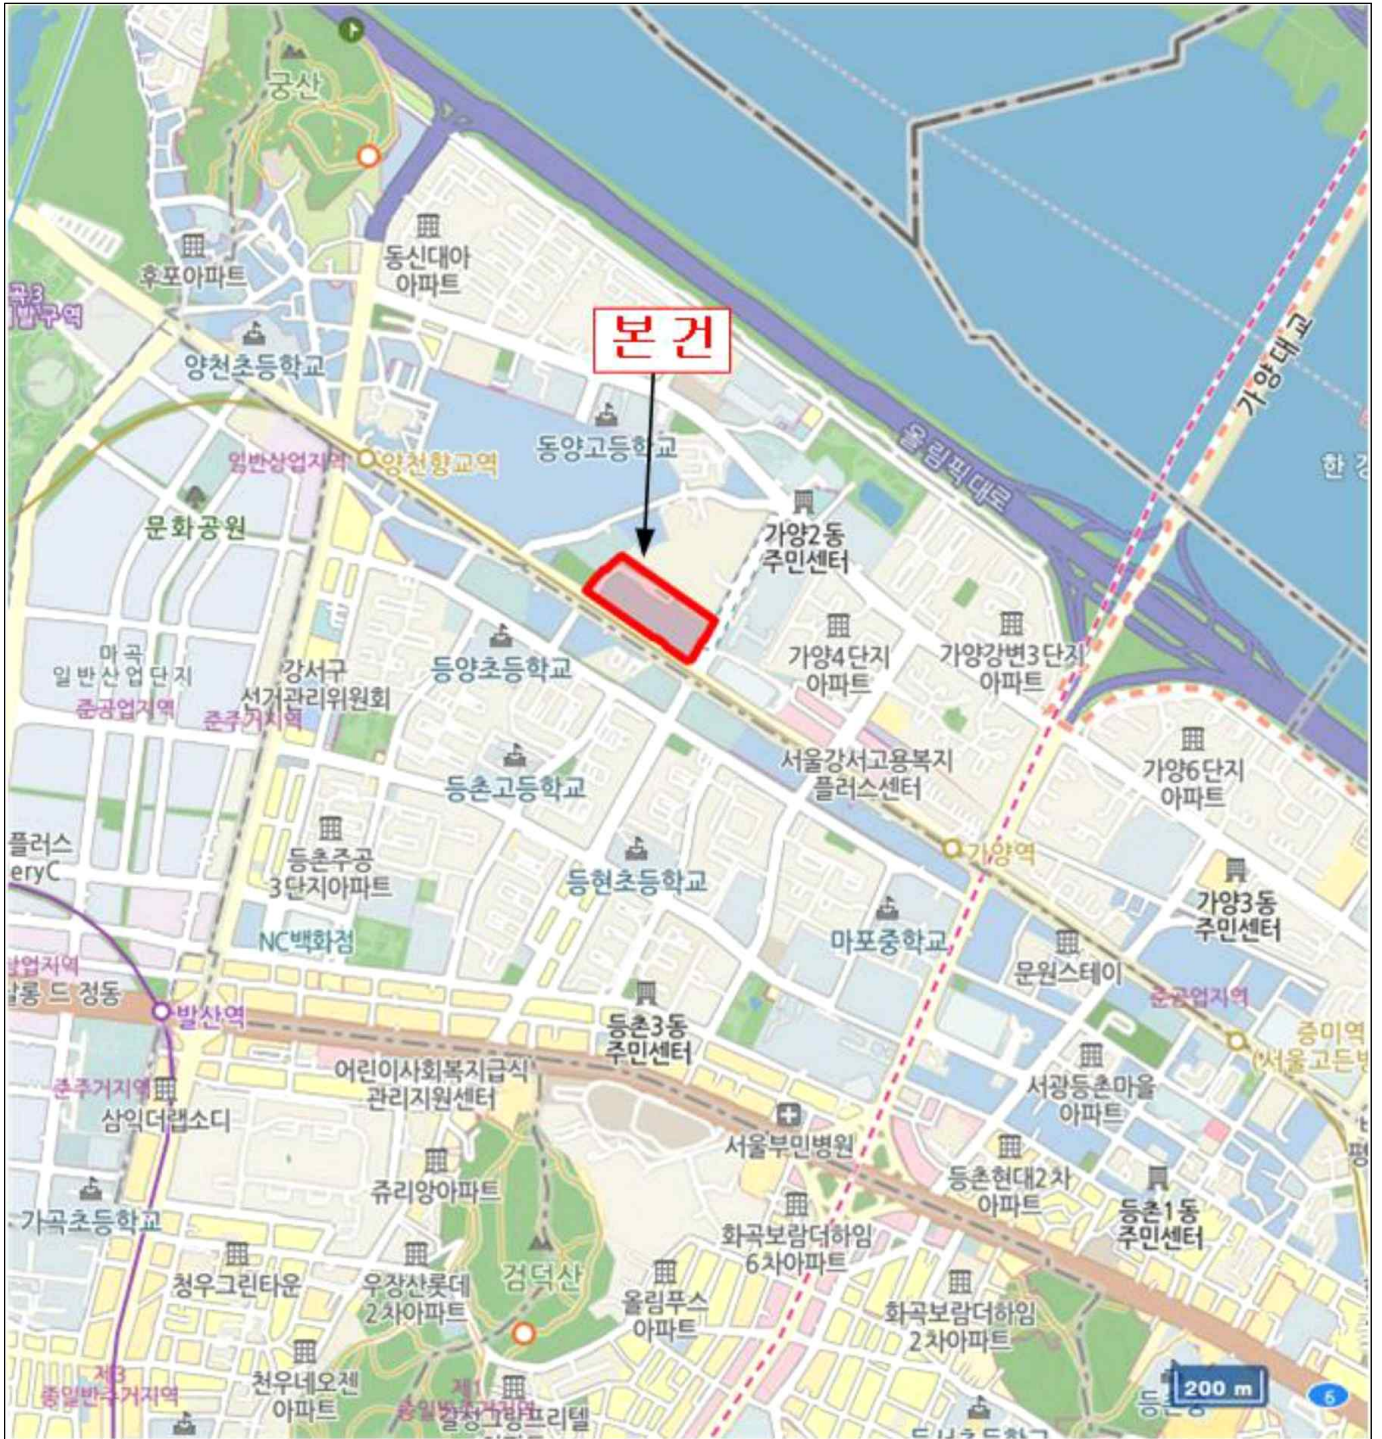 궁산
동신대아
아파트
후포아파트
본 건
양천초등학교
가양대교
동양고등학교
올림픽대로
일반상업지역
양천향교역
문화공원
가양2동
주민센터
마곡
일반산업단지
준공업지역
강서구
선거관리위원회
준주거지역
등양초등학교
가양4단지
아파트
가양강변3단지
아파트
등촌고등학교
서울강서고용복지
플러스센터
가양6단지
아파트
플러스
eryC
등촌주공
3단지아파트
등현초등학교
가양역
가양3동
주민센터
NC백화점
마포중학교
문원스테이
준공업지역
드 정동
발산역
등촌3동
주민센터
증미역
어린이사회복지급식
관리지원센터
준주거지역
삼익더랩소디
서울부민병원
서광등촌마을
아파트
쥬리앙아파트
등촌현대2차
아파트
등촌1동
주민센터
가곡초등학교
화곡보람더하임
6차아파트
청우그린타운
우장산롯데
2차아파트
검덕산
올림푸스
아파트
화곡보람더하임
2차아파트
천우네오젠
아파트
200 m
6